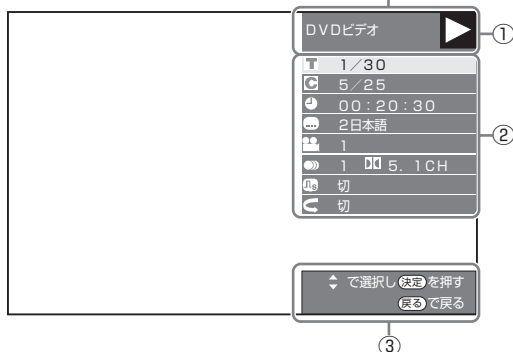 DVDビデオ
①
T 1／30
C 5／25
00：20：30
2日本語
②
1
1 5．1CH
切
切
で選択し 決定 を押す
戻る で戻る
③